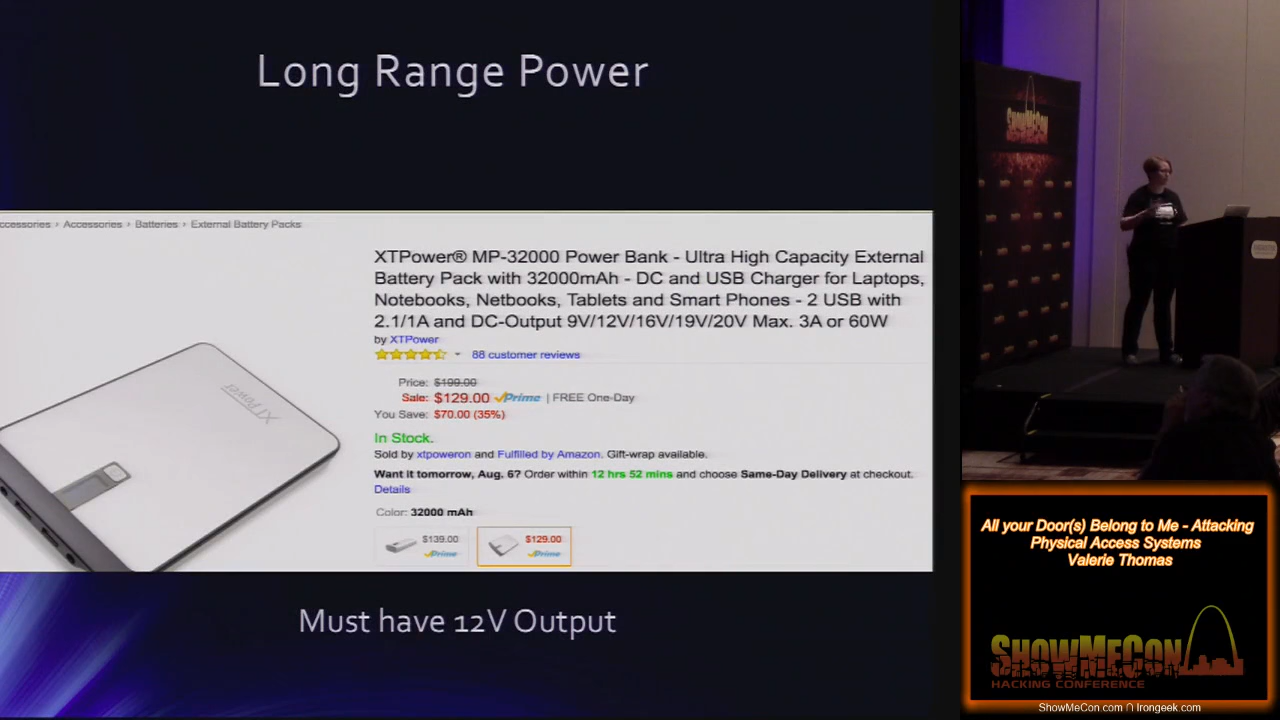 Long Range Power
ccessories › Accessories › Batteries › External Battery Packs
XTPower® MP-32000 Power Bank - Ultra High Capacity External
Battery Pack with 32000mAh - DC and USB Charger for Laptops,
Notebooks, Netbooks, Tablets and Smart Phones - 2 USB with
2.1/1A and DC-Output 9V/12V/16V/19V/20V Max. 3A or 60W
by XTPower
88 customer reviews
Price: $199.00
Sale: $129.00 Prime | FREE One-Day
You Save: $70.00 (35%)
In Stock.
Sold by xtpoweron and Fulfilled by Amazon. Gift-wrap available.
Want it tomorrow, Aug. 6? Order within 12 hrs 52 mins and choose Same-Day Delivery at checkout.
Details
Color: 32000 mAh
$139.00
Prime
$129.00
Prime
XTPower
Must have 12V Output
ShowMeCon
All your Door(s) Belong to Me - Attacking
Physical Access Systems
Valerie Thomas
ShowMeCon
HACKING CONFERENCE
ShowMeCon.com ∩ Irongeek.com